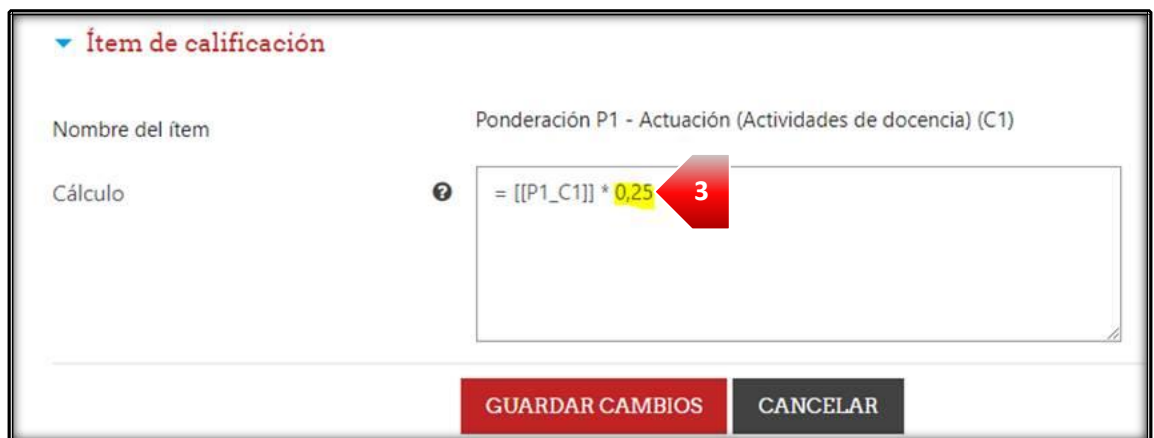 Ítem de calificación
Nombre del ítem
Ponderación P1 - Actuación (Actividades de docencia) (C1)
Cálculo
= [[P1_C1]] * 0,25
3
GUARDAR CAMBIOS
CANCELAR